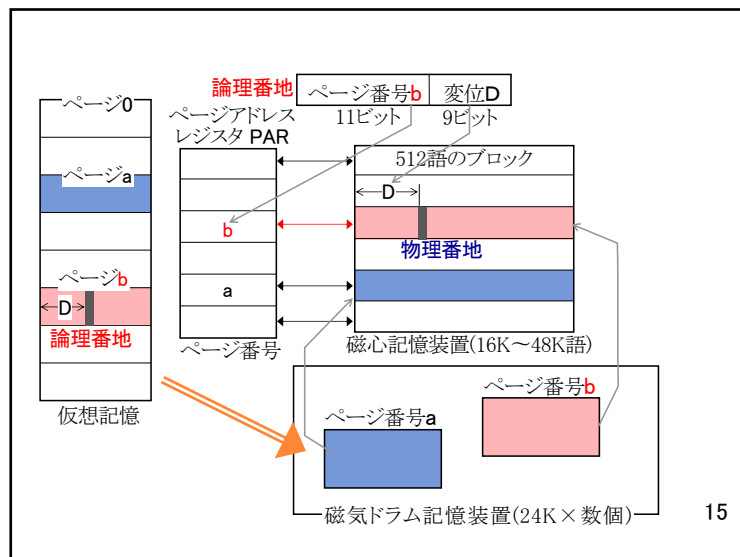 論理番地
ページ番号b
変位D
11ビット
9ビット
ページアドレス
レジスタ PAR
ページ0
ページa
ページb
D
論理番地
仮想記憶
b
a
ページ番号
512語のブロック
D
物理番地
磁心記憶装置(16K～48K語)
ページ番号b
ページ番号a
磁気ドラム記憶装置(24K×数個)
15